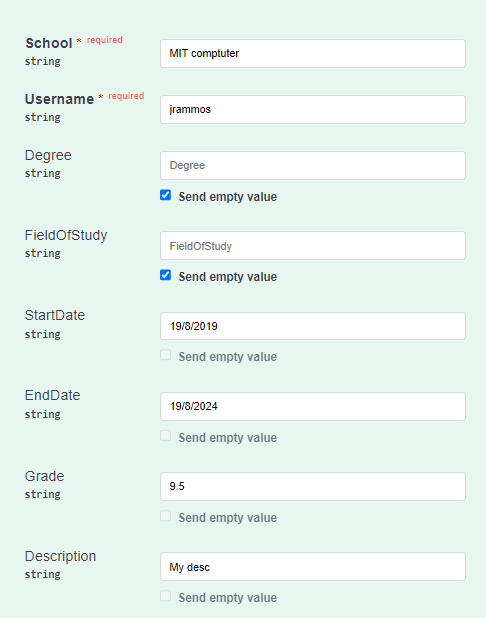 School * required
string
MIT comptuter
Username * required
string
jrammos
Degree
string
Degree
Send empty value
FieldOfStudy
string
FieldOfStudy
Send empty value
StartDate
string
19/8/2019
Send empty value
EndDate
string
19/8/2024
Send empty value
Grade
string
9.5
Send empty value
Description
string
My desc
Send empty value